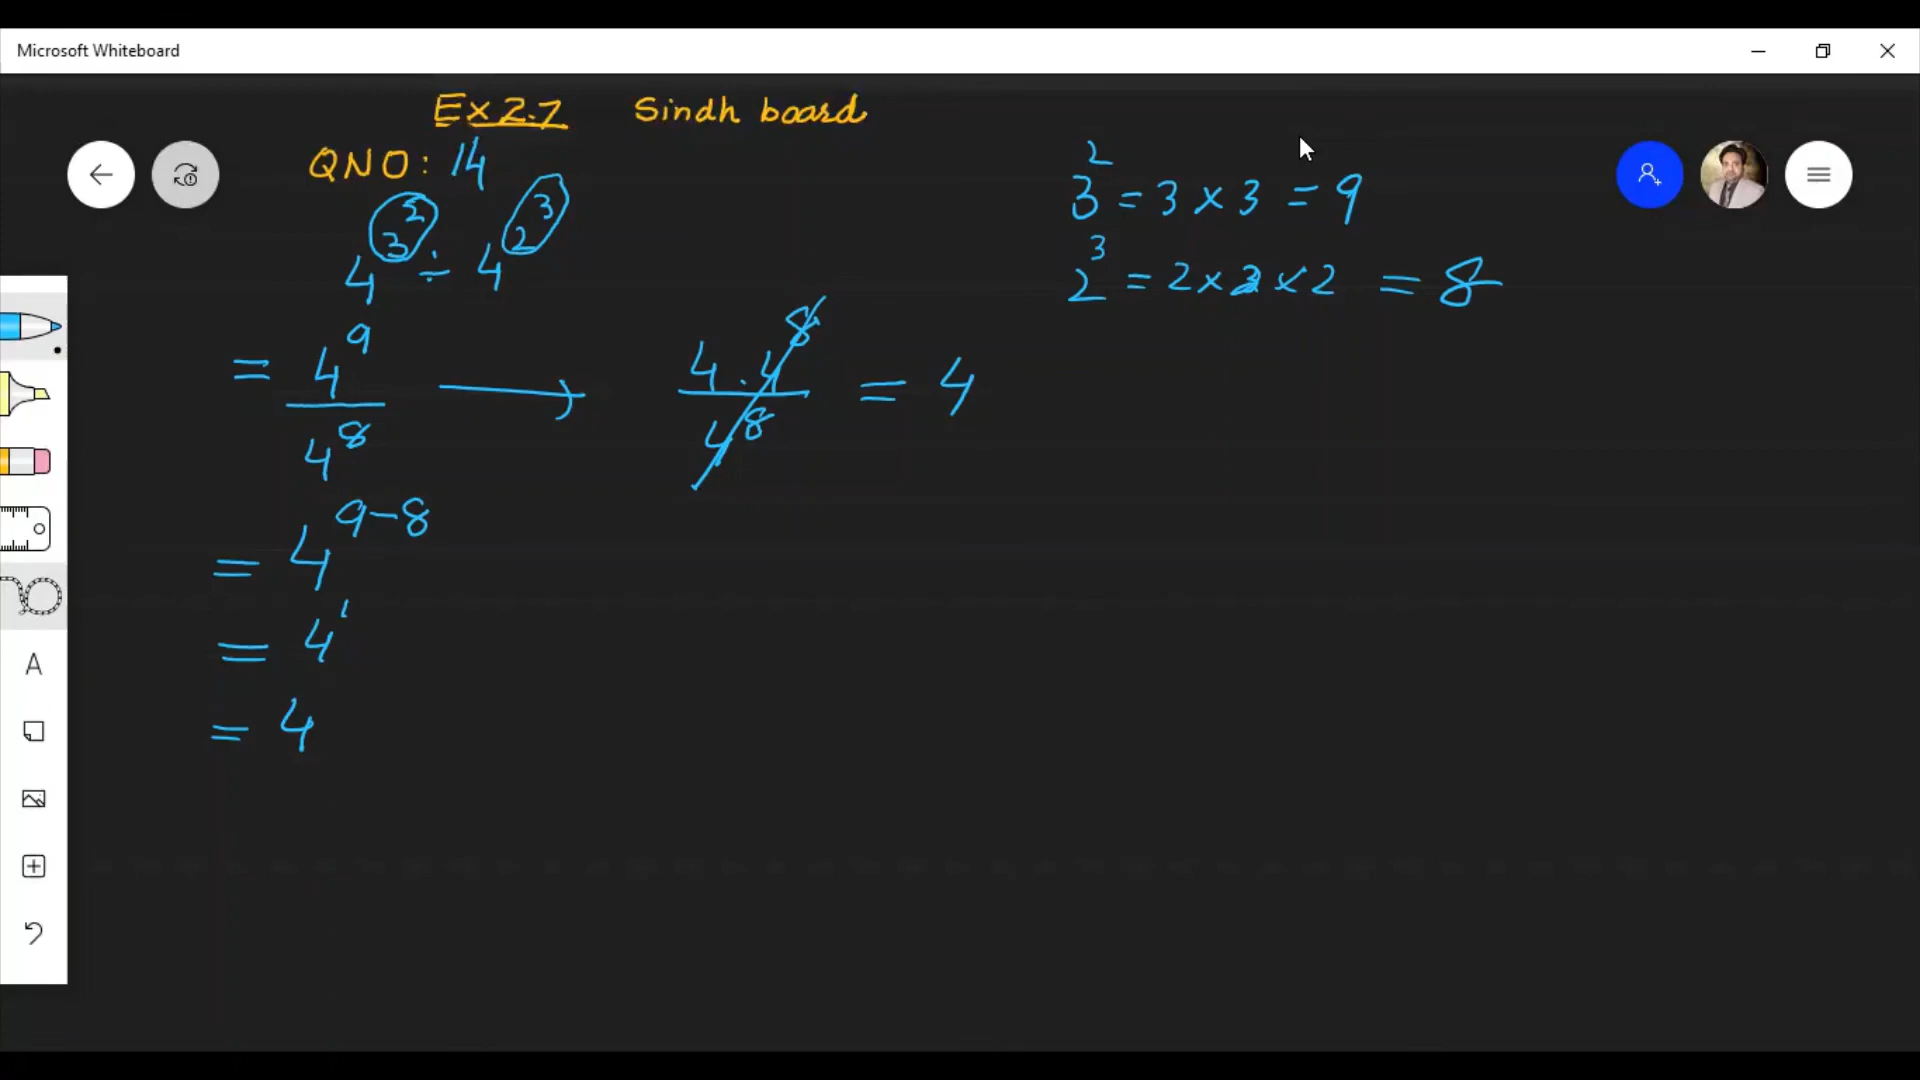 Microsoft Whiteboard
Ex 2.7 Sindh board
QNO: 14
4^3^2 ÷ 4^2^3
= 4^9 / 4^8 → 4 . 4^8 / 4^8 = 4
= 4^9-8
= 4^1
= 4
3^2 = 3 × 3 = 9
2^3 = 2 × 2 × 2 = 8
A